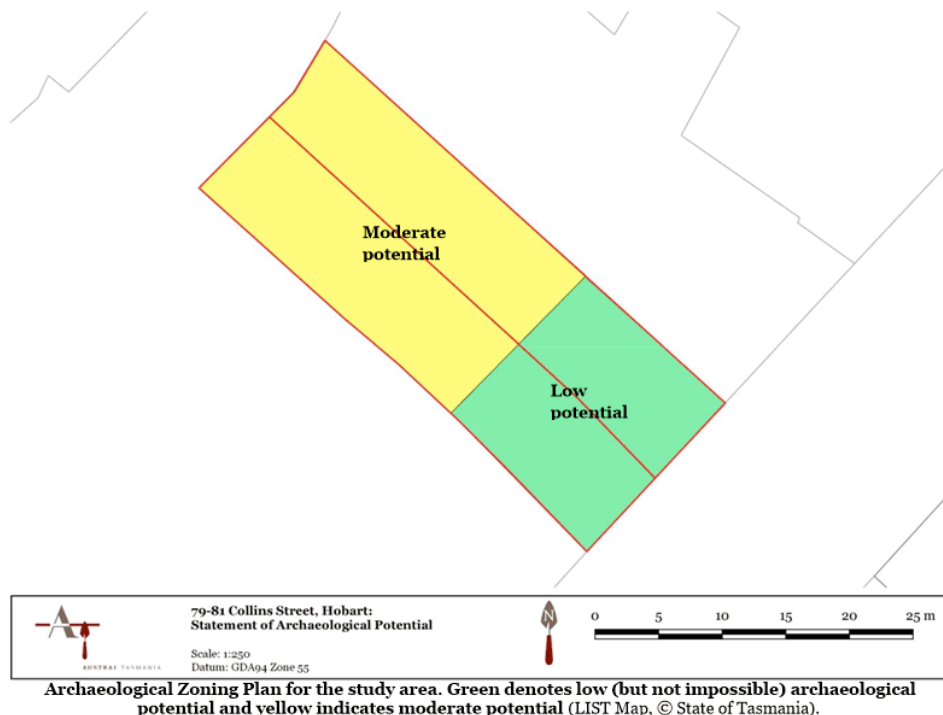 Moderate
potential
Low
potential
A
AUSTRAL TASMANIA
79-81 Collins Street, Hobart:
Statement of Archaeological Potential
Scale: 1:250
Datum: GDA94 Zone 55
N
0 5 10 15 20 25 m
Archaeological Zoning Plan for the study area. Green denotes low (but not impossible) archaeological
potential and yellow indicates moderate potential (LIST Map, © State of Tasmania).